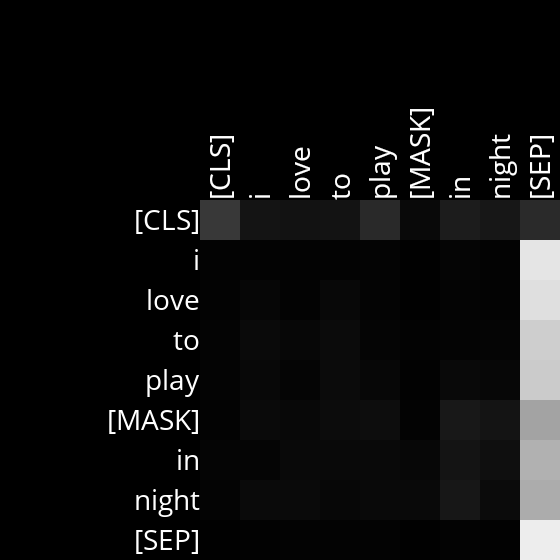 [CLS] i love to play [MASK] in night [SEP]
[CLS]
i
love
to
play
[MASK]
in
night
[SEP]